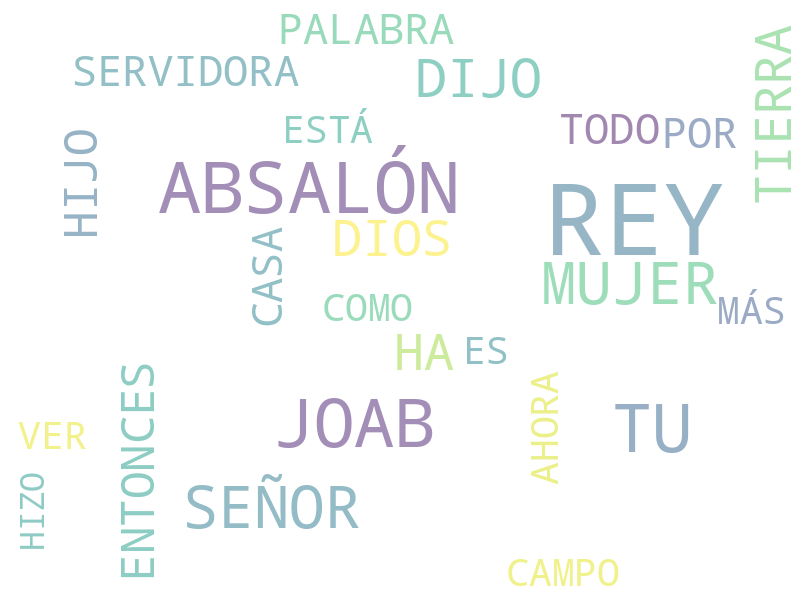 PALABRA
SERVIDORA
DIJO
TIERRA
ESTÁ
TODO
POR
HIJO
ABSALÓN
REY
DIOS
CASA
MUJER
COMO
MÁS
HA
ES
ENTONCES
JOAB
AHORA
TU
VER
HIZO
SEÑOR
CAMPO